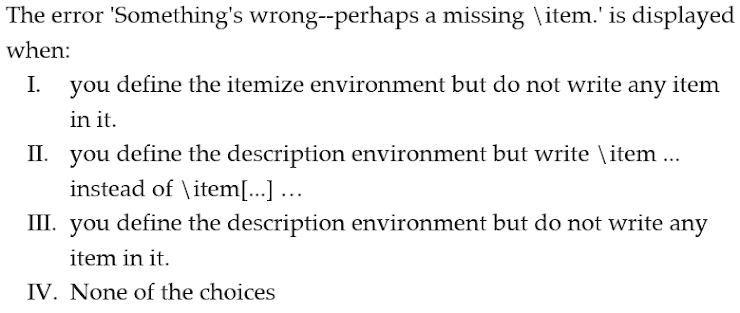 The error 'Something's wrong--perhaps a missing \item.' is displayed
when:
I. you define the itemize environment but do not write any item
in it.
II. you define the description environment but write \item ...
instead of \item[...] ...
III. you define the description environment but do not write any
item in it.
IV. None of the choices